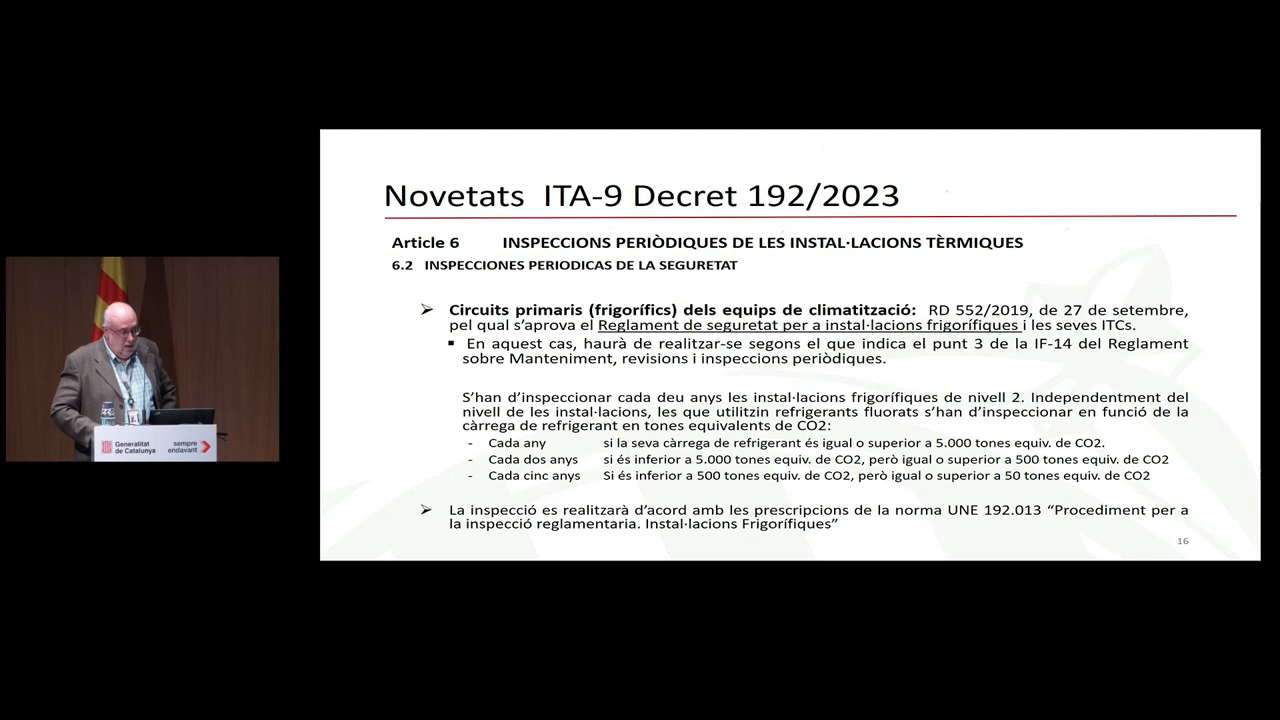 Novetats ITA-9 Decret 192/2023
Article 6 INSPECCIONS PERIÒDIQUES DE LES INSTAL·LACIONS TÈRMIQUES
6.2 INSPECCIONES PERIODICAS DE LA SEGURETAT
➢ Circuits primaris (frigorífics) dels equips de climatització: RD 552/2019, de 27 de setembre,
pel qual s’aprova el Reglament de seguretat per a instal·lacions frigorífiques i les seves ITCs.
▪ En aquest cas, haurà de realitzar-se segons el que indica el punt 3 de la IF-14 del Reglament
sobre Manteniment, revisions i inspeccions periòdiques.
S’han d’inspeccionar cada deu anys les instal·lacions frigorífiques de nivell 2. Independentment del
nivell de les instal·lacions, les que utilitzin refrigerants fluorats s’han d’inspeccionar en funció de la
càrrega de refrigerant en tones equivalents de CO2:
- Cada any si la seva càrrega de refrigerant és igual o superior a 5.000 tones equiv. de CO2.
- Cada dos anys si és inferior a 5.000 tones equiv. de CO2, però igual o superior a 500 tones equiv. de CO2
- Cada cinc anys Si és inferior a 500 tones equiv. de CO2, però igual o superior a 50 tones equiv. de CO2
➢ La inspecció es realitzarà d’acord amb les prescripcions de la norma UNE 192.013 “Procediment per a
la inspecció reglamentaria. Instal·lacions Frigorífiques”
16
Generalitat
de Catalunya
sempre
endavant